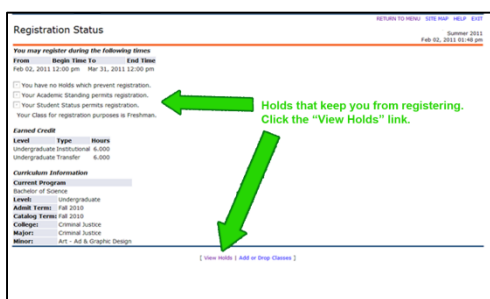 RETURN TO MENU SITE MAP HELP EXIT
Registration Status
Summer 2011
Feb 02, 2011 01:48 pm
You may register during the following times
From Begin Time To End Time
Feb 02, 2011 12:00 pm Mar 31, 2011 12:00 pm
You have no Holds which prevent registration.
Your Academic Standing permits registration.
Your Student Status permits registration.
Your Class for registration purposes is Freshman.
Holds that keep you from registering.
Click the “View Holds” link.
Earned Credit
Level Type Hours
Undergraduate Institutional 6.000
Undergraduate Transfer 6.000
Curriculum Information
Current Program
Bachelor of Science
Level: Undergraduate
Admit Term: Fall 2010
Catalog Term: Fall 2010
College: Criminal Justice
Major: Criminal Justice
Minor: Art - Ad & Graphic Design
[ View Holds | Add or Drop Classes ]